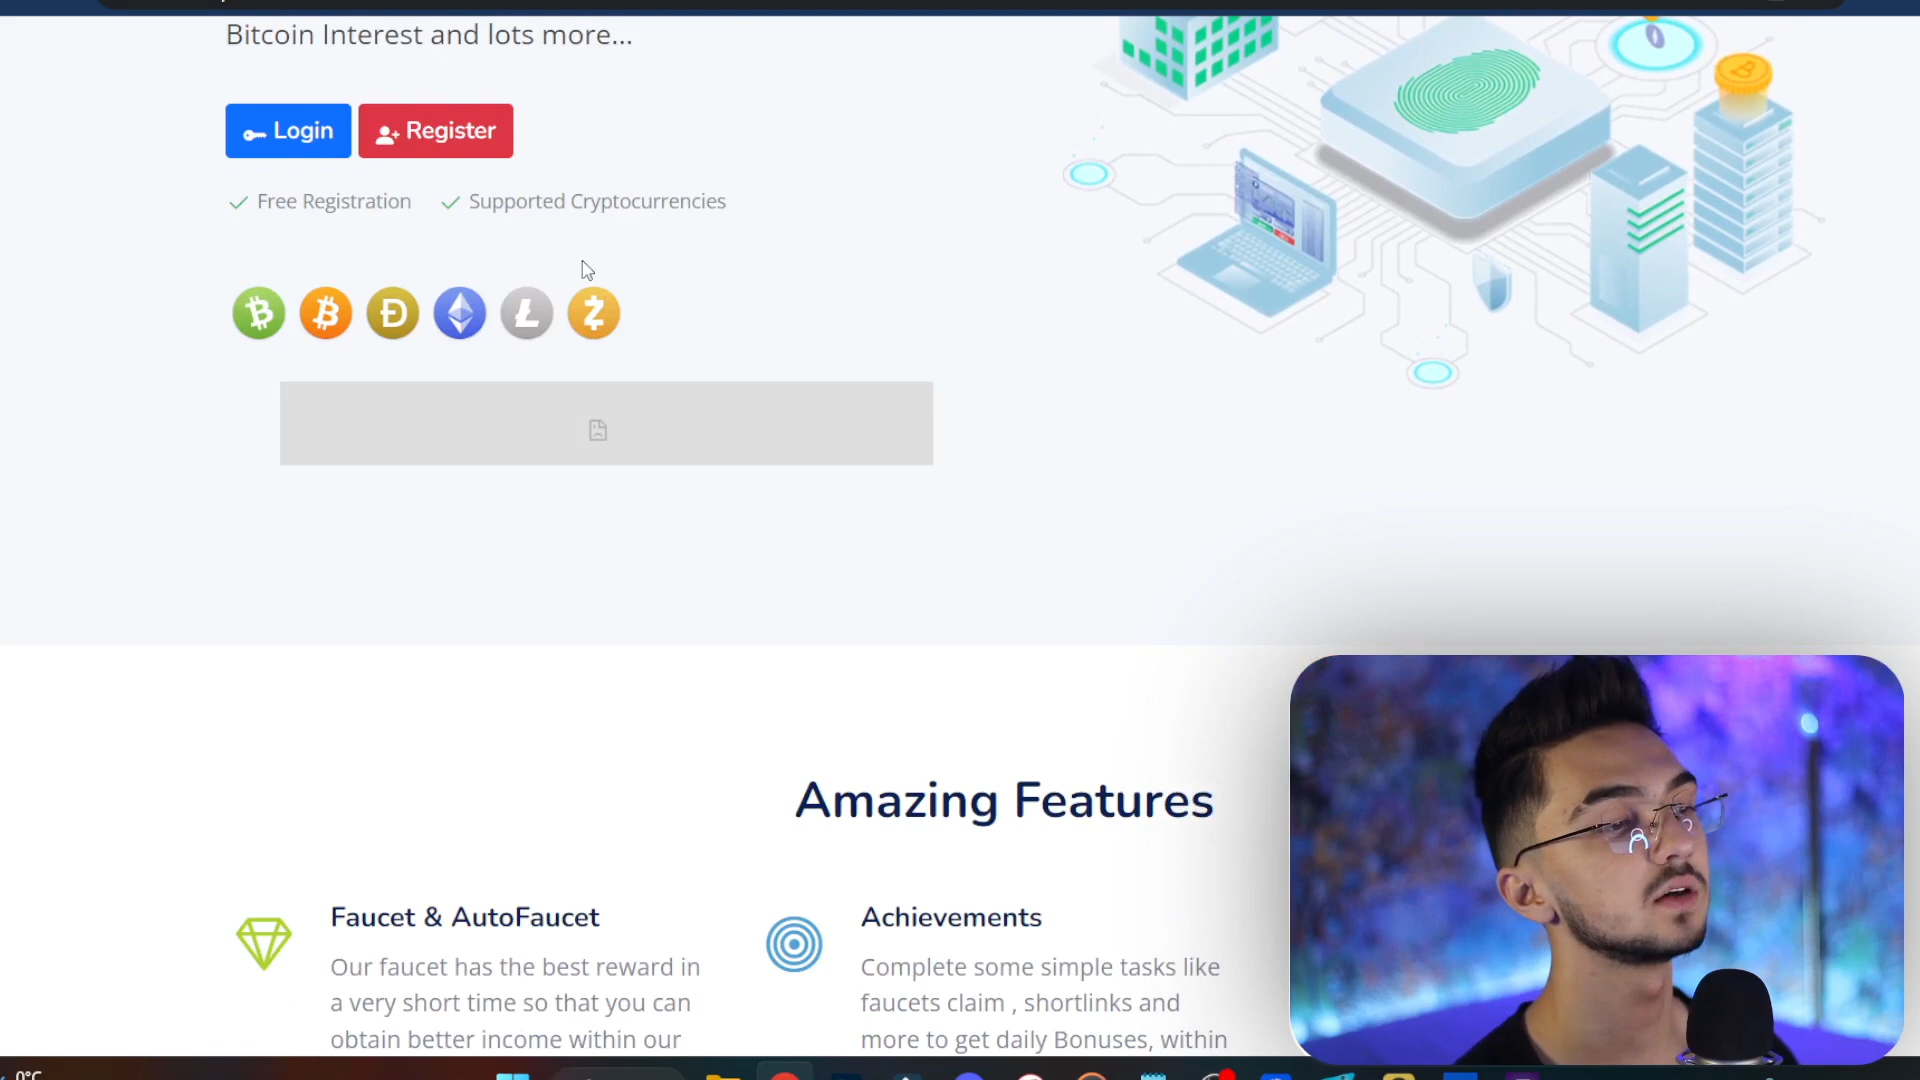 Bitcoin Interest and lots more...
Login
Register
Free Registration
Supported Cryptocurrencies
Amazing Features
Faucet & AutoFaucet
Our faucet has the best reward in
a very short time so that you can
obtain better income within our
Achievements
Complete some simple tasks like
faucets claim , shortlinks and
more to get daily Bonuses, within
0°C